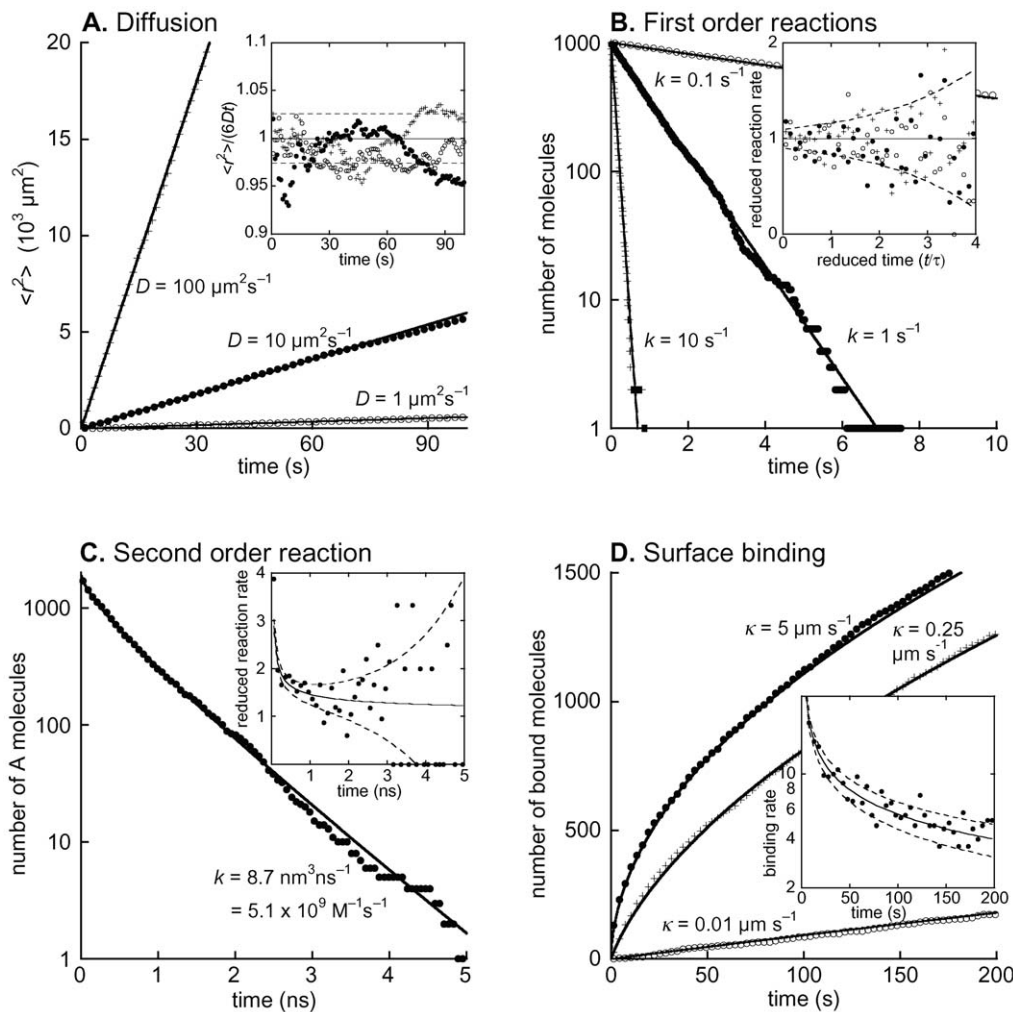 A. Diffusion
<r²> (10³ µm²)
20
15
10
5
0
0
30
60
90
time (s)
D = 100 µm²s⁻¹
D = 10 µm²s⁻¹
D = 1 µm²s⁻¹
<r²>/(6Dt)
1.1
1.05
1
0.95
0.9
0
50
100
time (s)
B. First order reactions
number of molecules
1000
100
10
1
0
2
4
6
8
10
time (s)
k = 0.1 s⁻¹
k = 10 s⁻¹
k = 1 s⁻¹
reduced reaction rate
2
1
0
0
1
2
3
4
reduced time (t/τ)
C. Second order reaction
number of A molecules
1000
100
10
1
0
1
2
3
4
5
time (ns)
k = 8.7 nm³ns⁻¹
= 5.1 x 10⁹ M⁻¹s⁻¹
reduced reaction rate
4
3
2
1
1
2
3
4
5
time (ns)
D. Surface binding
number of bound molecules
1500
1000
500
0
0
50
100
150
200
time (s)
κ = 5 µm s⁻¹
κ = 0.25
µm s⁻¹
κ = 0.01 µm s⁻¹
binding rate
10
8
6
4
2
0
50
100
150
200
time (s)